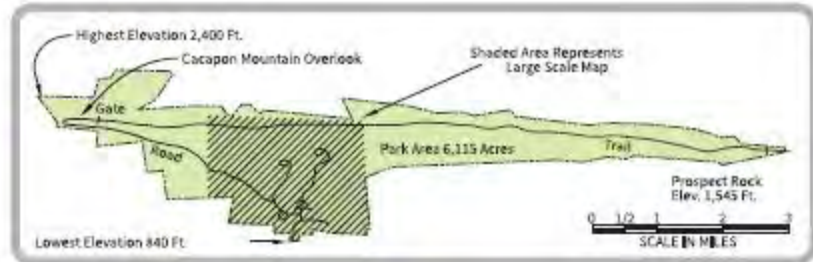 Highest Elevation 2,400 Ft.
Cacapon Mountain Overlook
Shaded Area Represents
Large Scale Map
Gate
Road
Park Area 6,115 Acres
Trail
Prospect Rock
Elev. 1,545 Ft.
Lowest Elevation 840 Ft.
0 1/2 1 2 3
SCALE IN MILES